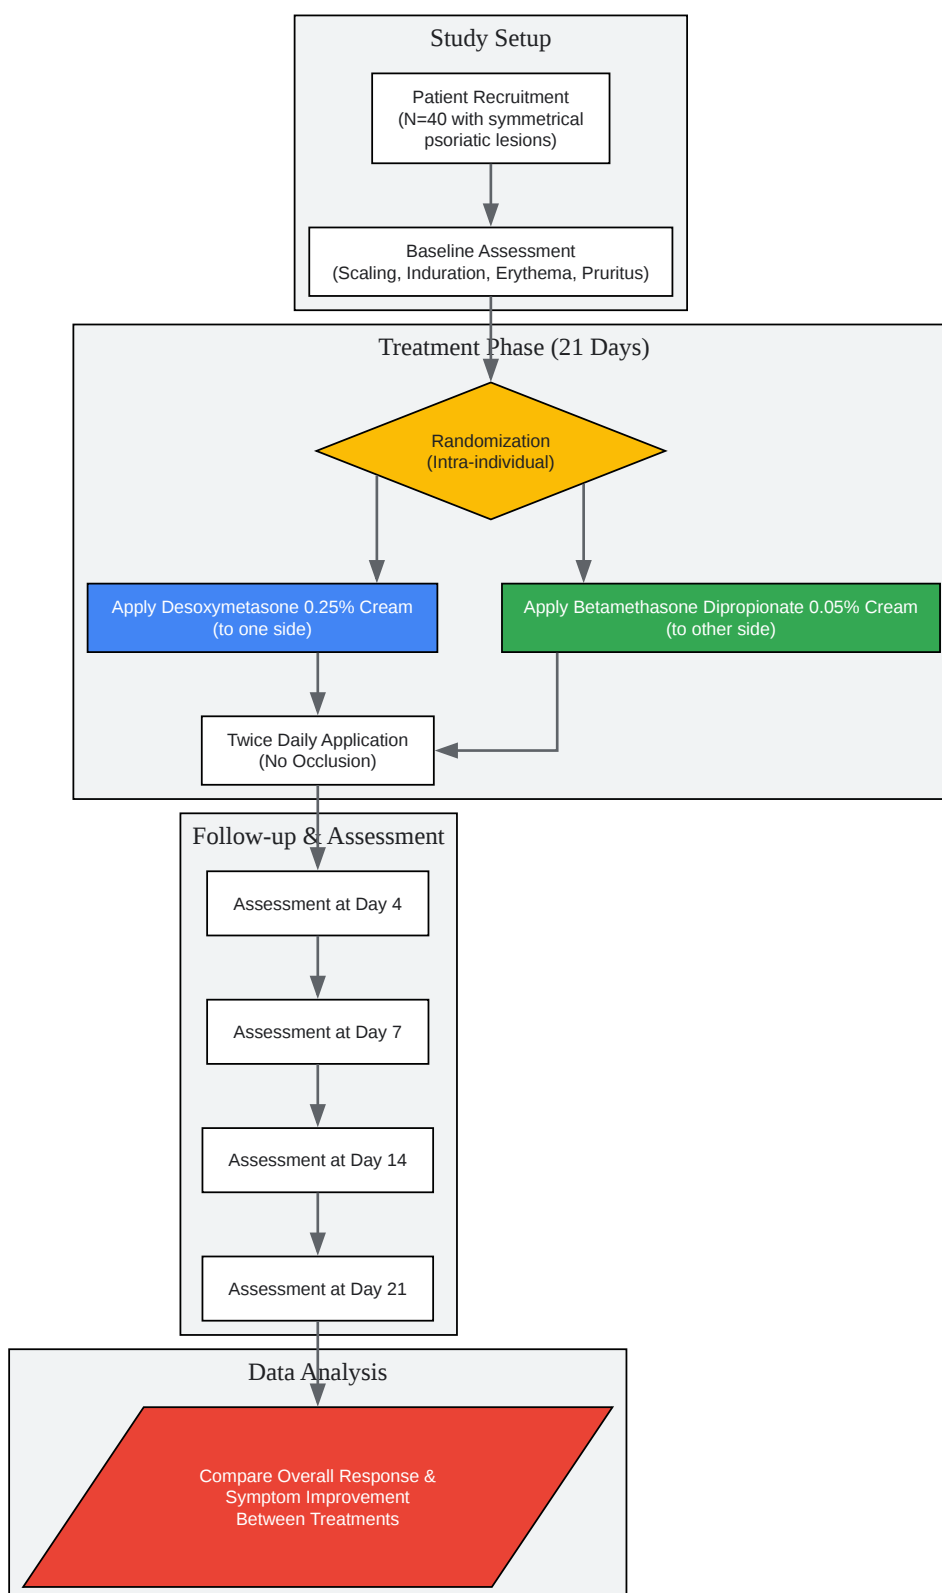 Study Setup
Patient Recruitment
(N=40 with symmetrical
psoriatic lesions)
Baseline Assessment
(Scaling, Induration, Erythema, Pruritus)
Treatment Phase (21 Days)
Randomization
(Intra-individual)
Apply Desoxymetasone 0.25% Cream
(to one side)
Apply Betamethasone Dipropionate 0.05% Cream
(to other side)
Twice Daily Application
(No Occlusion)
Follow-up & Assessment
Assessment at Day 4
Assessment at Day 7
Assessment at Day 14
Assessment at Day 21
Data Analysis
Compare Overall Response &
Symptom Improvement
Between Treatments